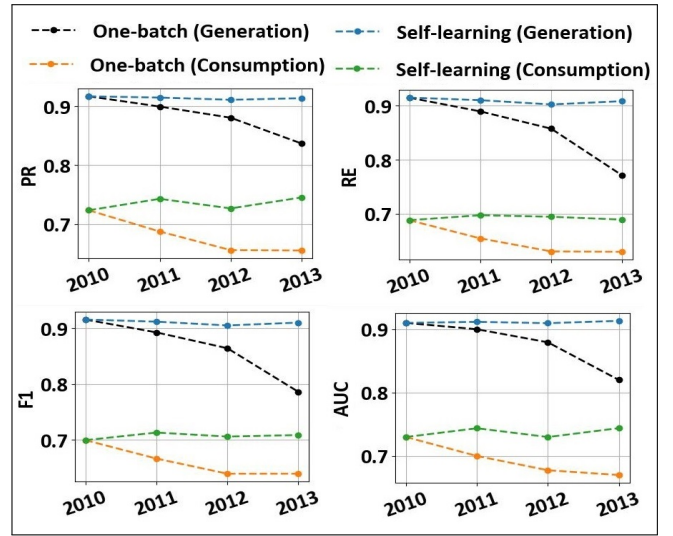 One-batch (Generation) Self-learning (Generation)
One-batch (Consumption) Self-learning (Consumption)
PR
0.9
0.8
0.7
2010 2011 2012 2013
RE
0.9
0.8
0.7
2010 2011 2012 2013
F1
0.9
0.8
0.7
2010 2011 2012 2013
AUC
0.9
0.8
0.7
2010 2011 2012 2013